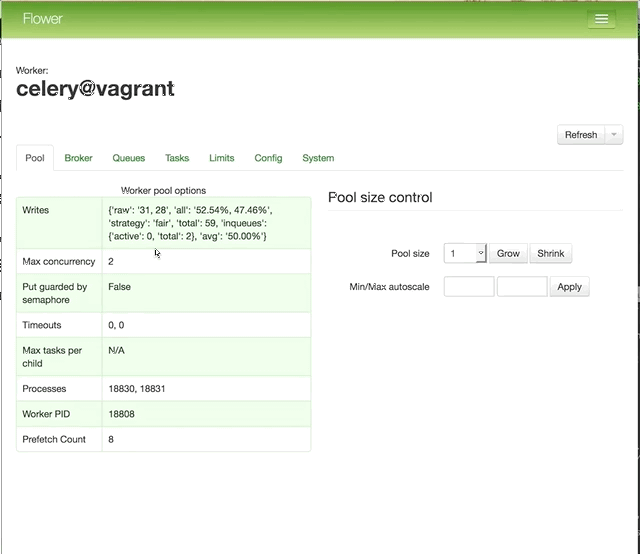 Flower
Worker:
celery@vagrant
Refresh
Pool Broker Queues Tasks Limits Config System
Worker pool options
Writes
{'raw': '31, 28', 'all': '52.54%, 47.46%',
'strategy': 'fair', 'total': 59, 'inqueues':
{'active': 0, 'total': 2}, 'avg': '50.00%'}
Max concurrency 2
Put guarded by
semaphore
False
Timeouts 0, 0
Max tasks per
child
N/A
Processes 18830, 18831
Worker PID 18808
Prefetch Count 8
Pool size control
Pool size 1 Grow Shrink
Min/Max autoscale Apply